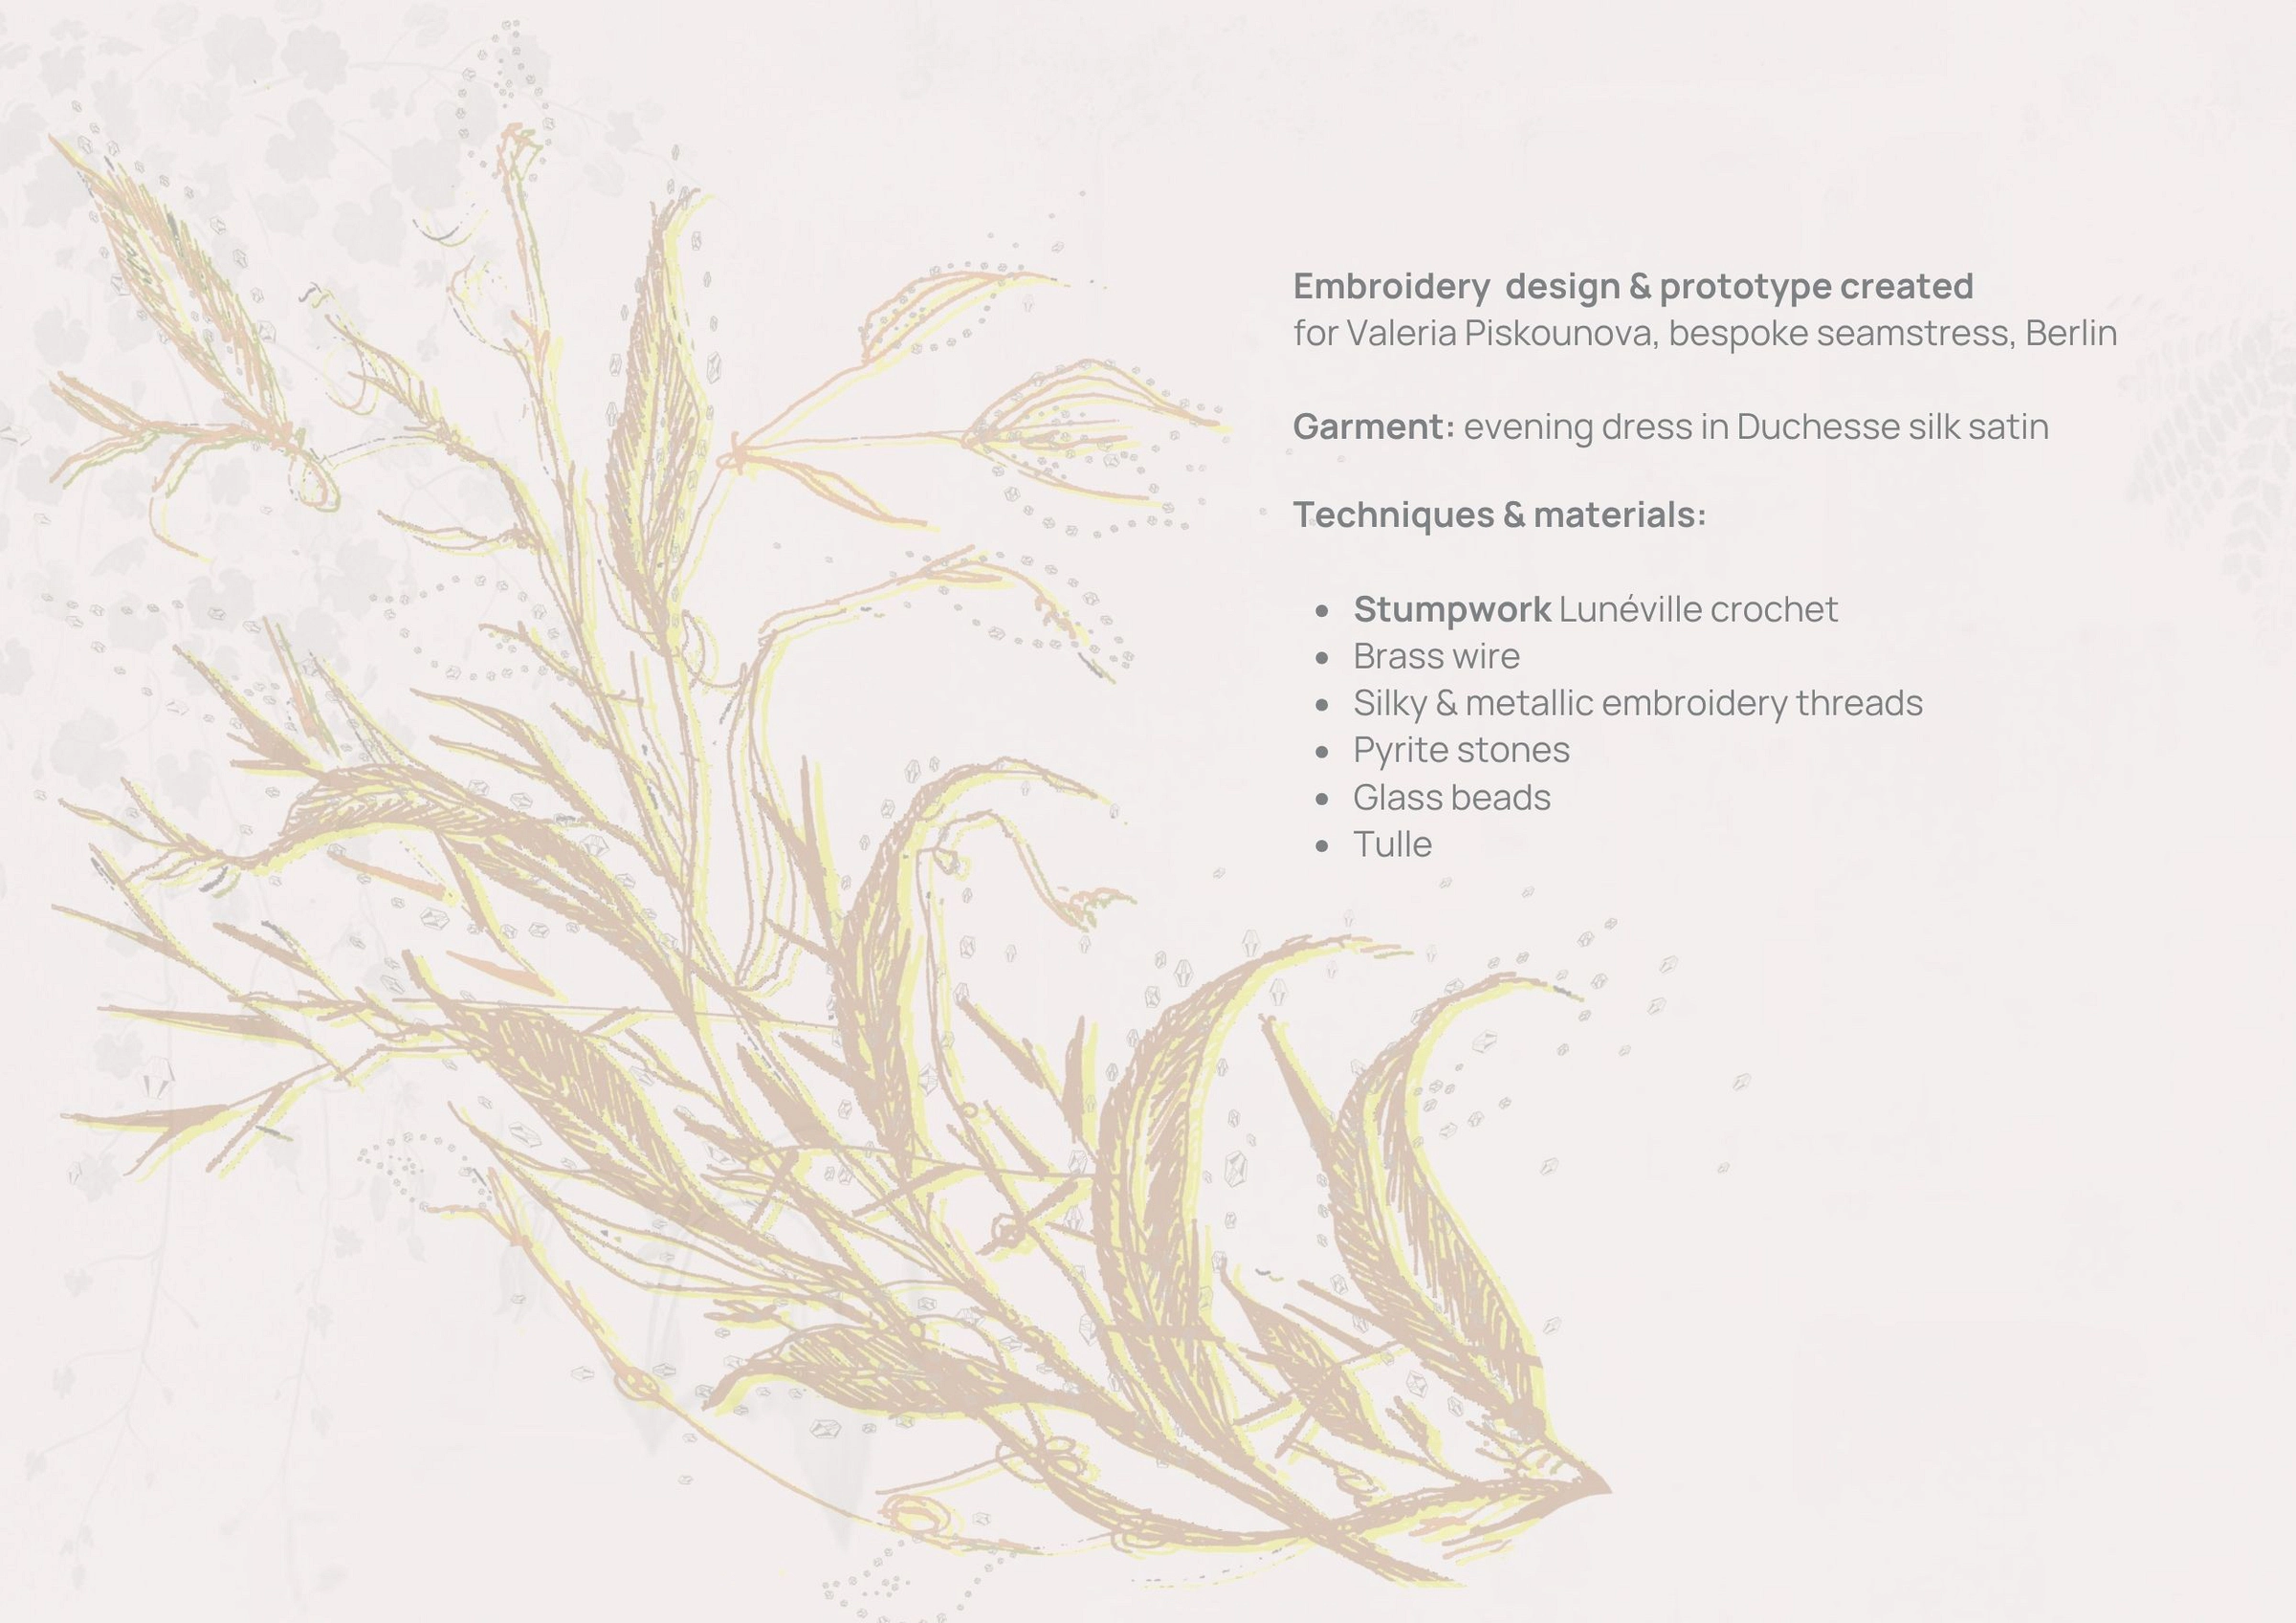 Embroidery  design & prototype created
for Valeria Piskounova, bespoke seamstress, Berlin
Garment: evening dress in Duchesse silk satin
Techniques & materials:
• Stumpwork Lunéville crochet
• Brass wire
• Silky & metallic embroidery threads
• Pyrite stones
• Glass beads
• Tulle